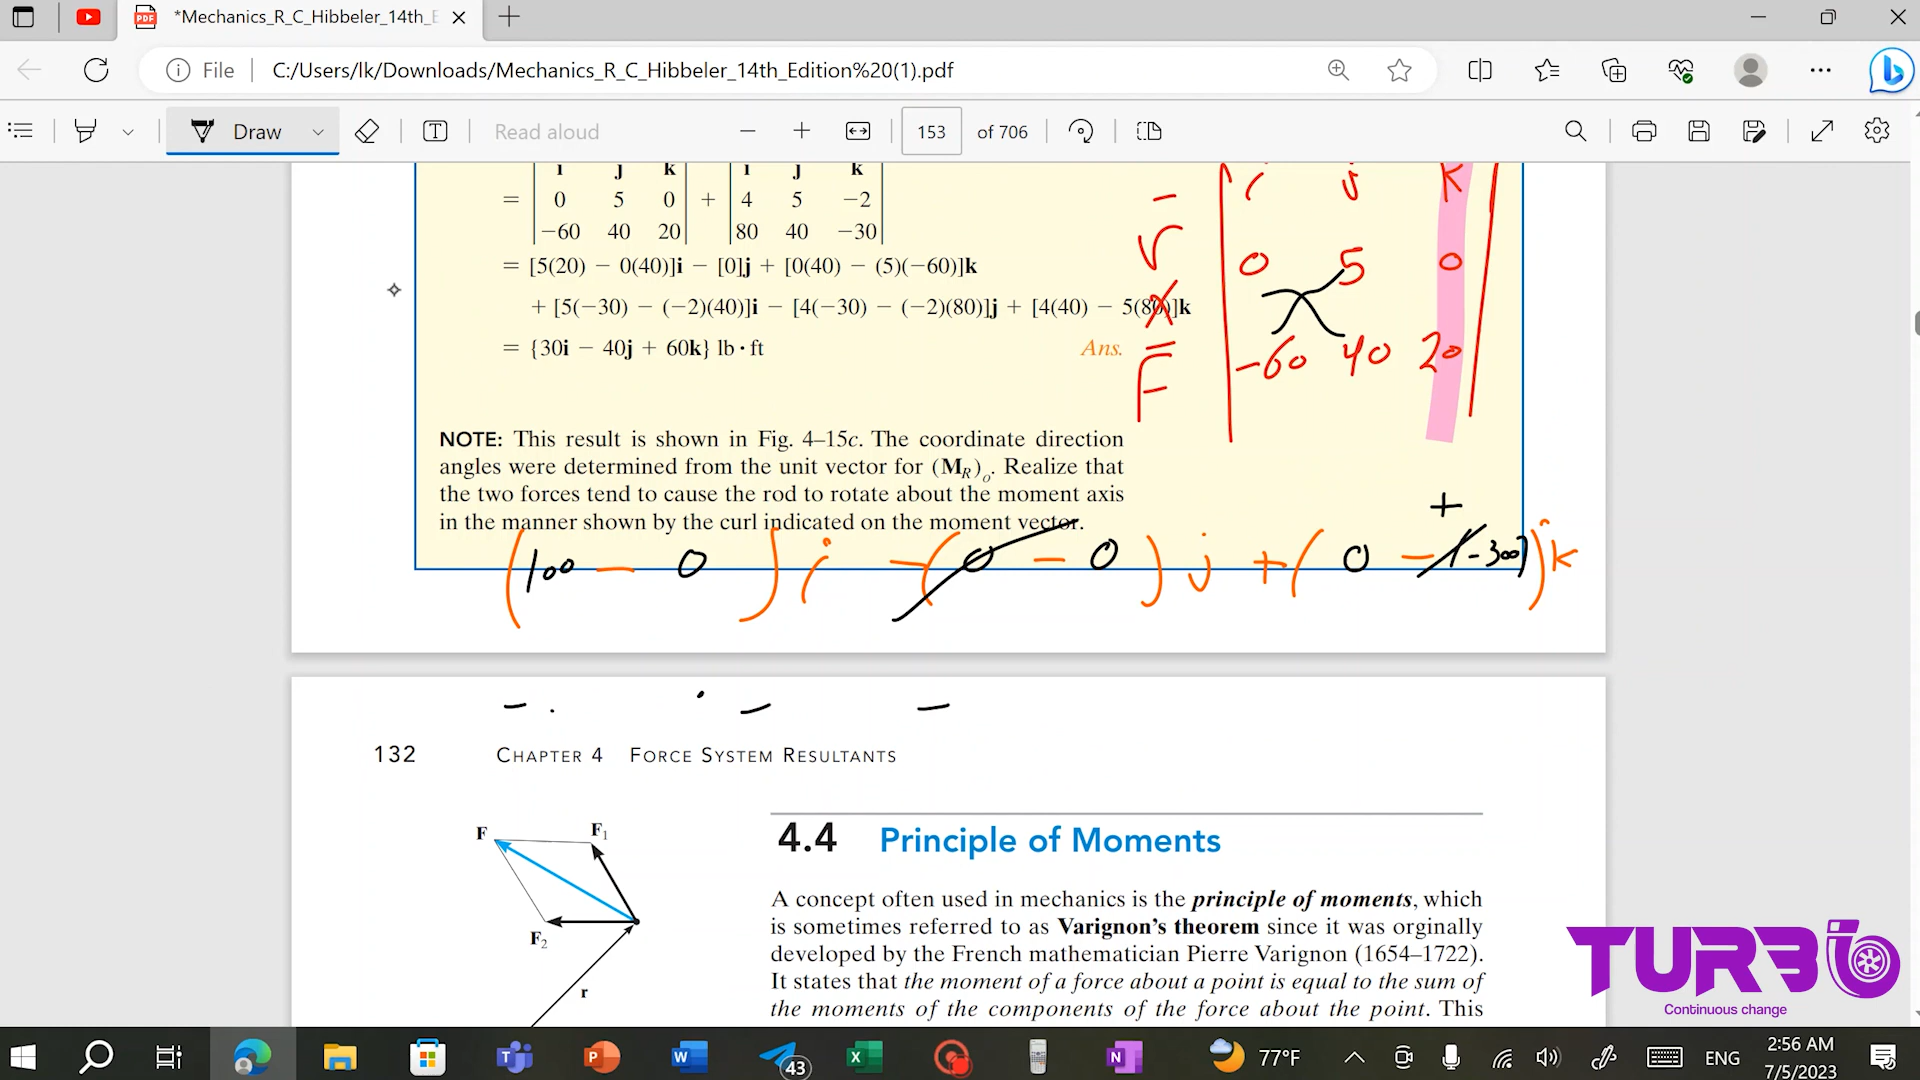 *Mechanics_R_C_Hibbeler_14th_E
File C:/Users/lk/Downloads/Mechanics_R_C_Hibbeler_14th_Edition%20(1).pdf
Draw Read aloud 153 of 706
i j k i j k
= 0 5 0 + 4 5 −2
−60 40 20 80 40 −30
= [5(20) − 0(40)]i − [0]j + [0(40) − (5)(−60)]k
+ [5(−30) − (−2)(40)]i − [4(−30) − (−2)(80)]j + [4(40) − 5(80)]k
= {30i − 40j + 60k} lb · ft Ans.
i j k
r 0 5 0
X
F -60 40 20
NOTE: This result is shown in Fig. 4–15c. The coordinate direction
angles were determined from the unit vector for (M_R)_o. Realize that
the two forces tend to cause the rod to rotate about the moment axis
in the manner shown by the curl indicated on the moment vector.
+
(100 - 0) i - (0 - 0) j + (0 - (-300)) k
132 CHAPTER 4 FORCE SYSTEM RESULTANTS
F F1
F2
r
4.4 Principle of Moments
A concept often used in mechanics is the principle of moments, which
is sometimes referred to as Varignon's theorem since it was orginally
developed by the French mathematician Pierre Varignon (1654–1722).
It states that the moment of a force about a point is equal to the sum of
the moments of the components of the force about the point. This
TURBO
Continuous change
43
77°F
ENG
2:56 AM
7/5/2023